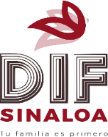 DIF
SINALOA
Tu familia es primero